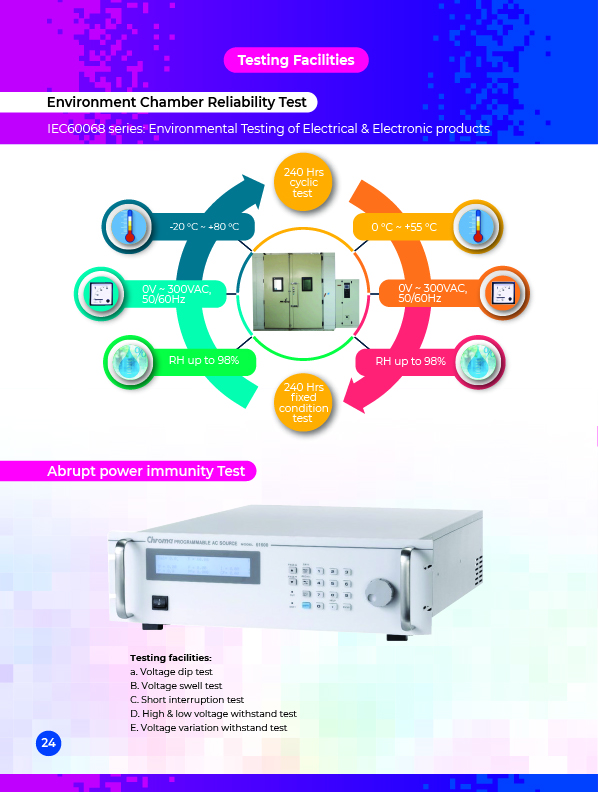 Testing Facilities
Environment Chamber Reliability Test
IEC60068 series: Environmental Testing of Electrical & Electronic products
240 Hrs
cyclic
test
-20 °C ~ +80 °C
0 °C ~ +55 °C
0V ~ 300VAC,
50/60Hz
0V ~ 300VAC,
50/60Hz
RH up to 98%
RH up to 98%
240 Hrs
fixed
condition
test
Abrupt power immunity Test
Chroma PROGRAMMABLE AC SOURCE
Testing facilities:
a. Voltage dip test
B. Voltage swell test
C. Short interruption test
D. High & low voltage withstand test
E. Voltage variation withstand test
24